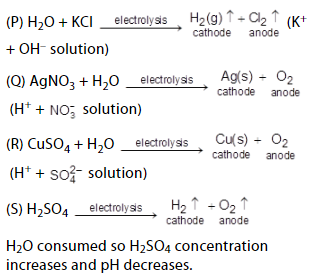 (P) H₂O + KCl electrolysis H₂(g) ↑ + Cl₂ ↑ (K⁺
cathode anode
+ OH⁻ solution)
(Q) AgNO₃ + H₂O electrolysis Ag(s) + O₂
cathode anode
(H⁺ + NO₃⁻ solution)
(R) CuSO₄ + H₂O electrolysis Cu(s) + O₂
cathode anode
(H⁺ + SO₄²⁻ solution)
(S) H₂SO₄ electrolysis H₂ ↑ + O₂ ↑
cathode anode
H₂O consumed so H₂SO₄ concentration
increases and pH decreases.